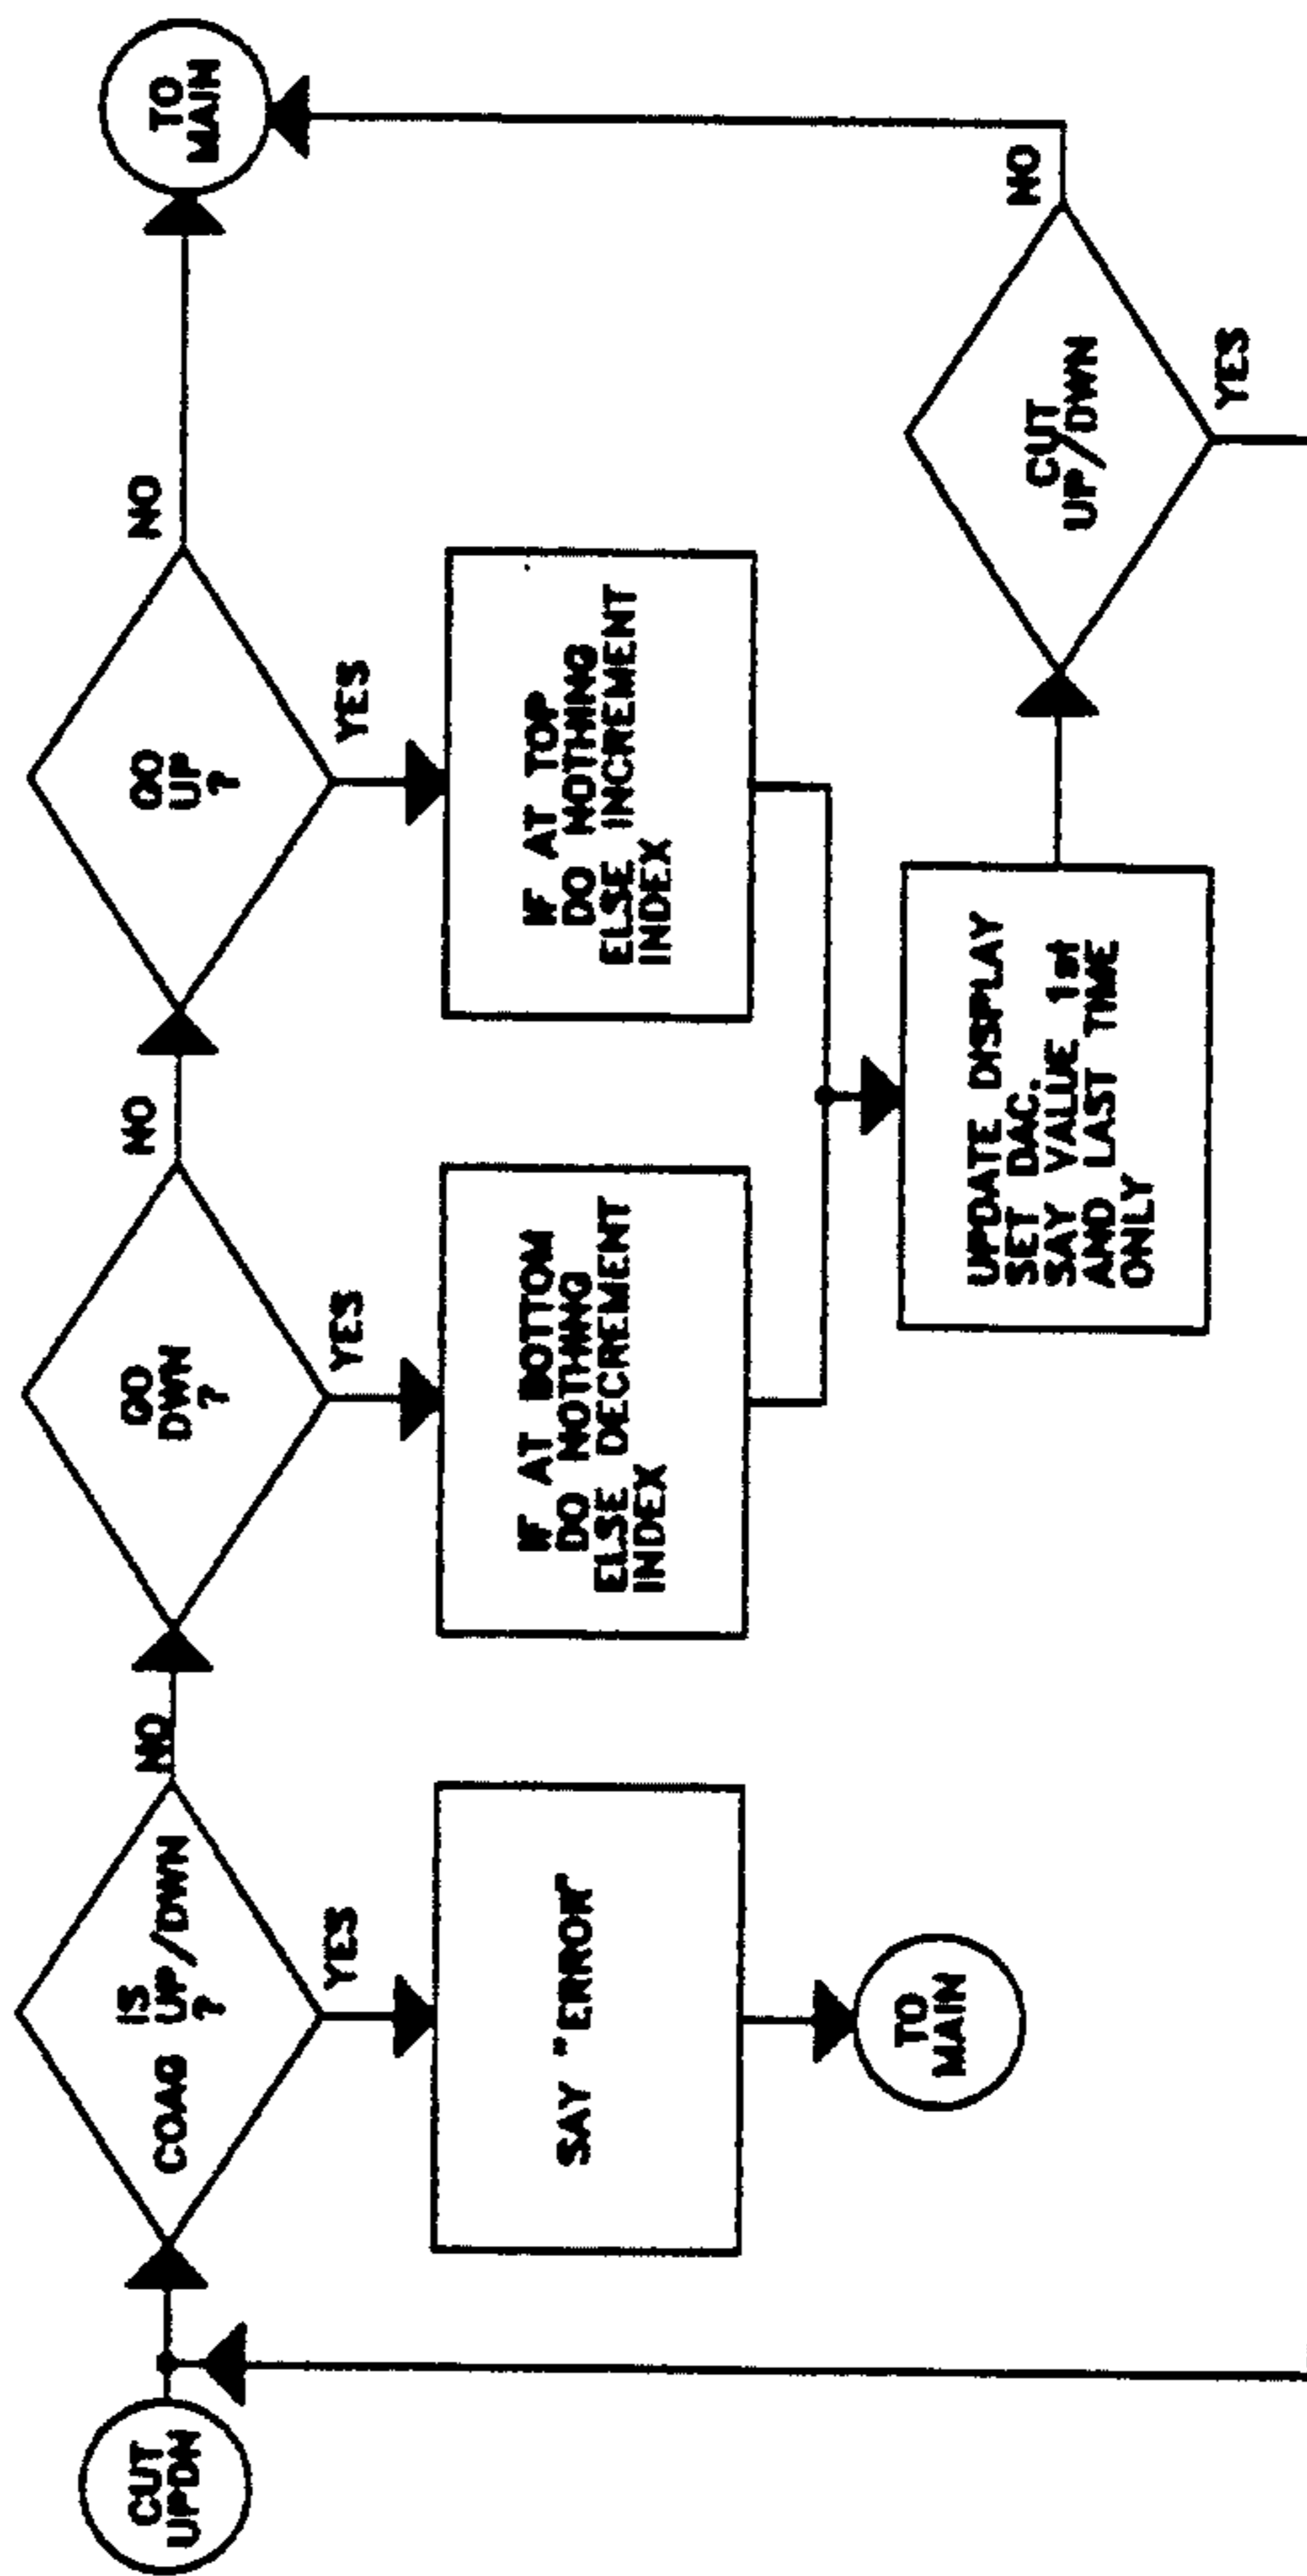 CUT
UPDN
IS
COAG UP/DWN
?
NO
YES
SAY "ERROR"
TO
MAIN
GO
DWN
?
NO
YES
IF AT BOTTOM
DO NOTHING
ELSE DECREMENT
INDEX
GO
UP
?
NO
YES
IF AT TOP
DO NOTHING
ELSE INCREMENT
INDEX
TO
MAIN
UPDATE DISPLAY
SET DAC.
SAY VALUE 1st
AND LAST TIME
ONLY
CUT
UP/DWN
NO
YES